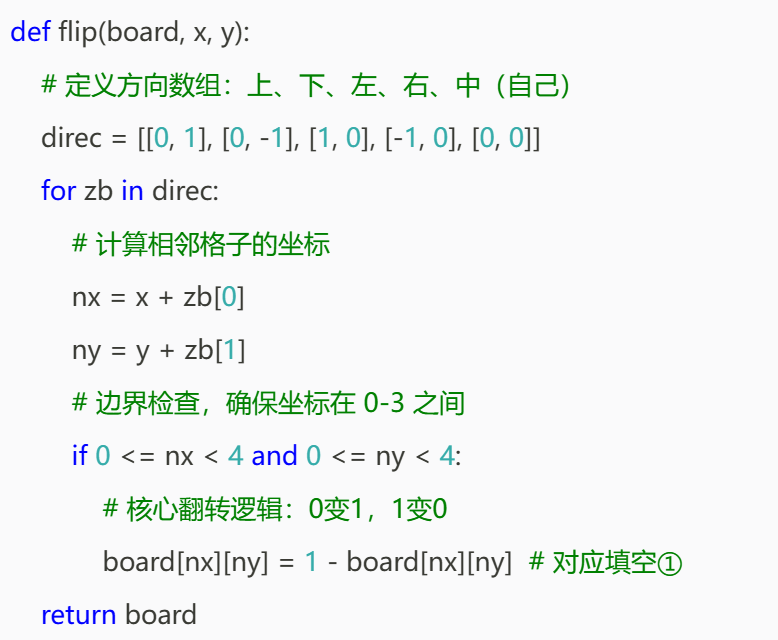 def flip(board, x, y):
# 定义方向数组：上、下、左、右、中（自己）
direc = [[0, 1], [0, -1], [1, 0], [-1, 0], [0, 0]]
for zb in direc:
# 计算相邻格子的坐标
nx = x + zb[0]
ny = y + zb[1]
# 边界检查，确保坐标在 0-3 之间
if 0 <= nx < 4 and 0 <= ny < 4:
# 核心翻转逻辑：0变1，1变0
board[nx][ny] = 1 - board[nx][ny]  # 对应填空①
return board